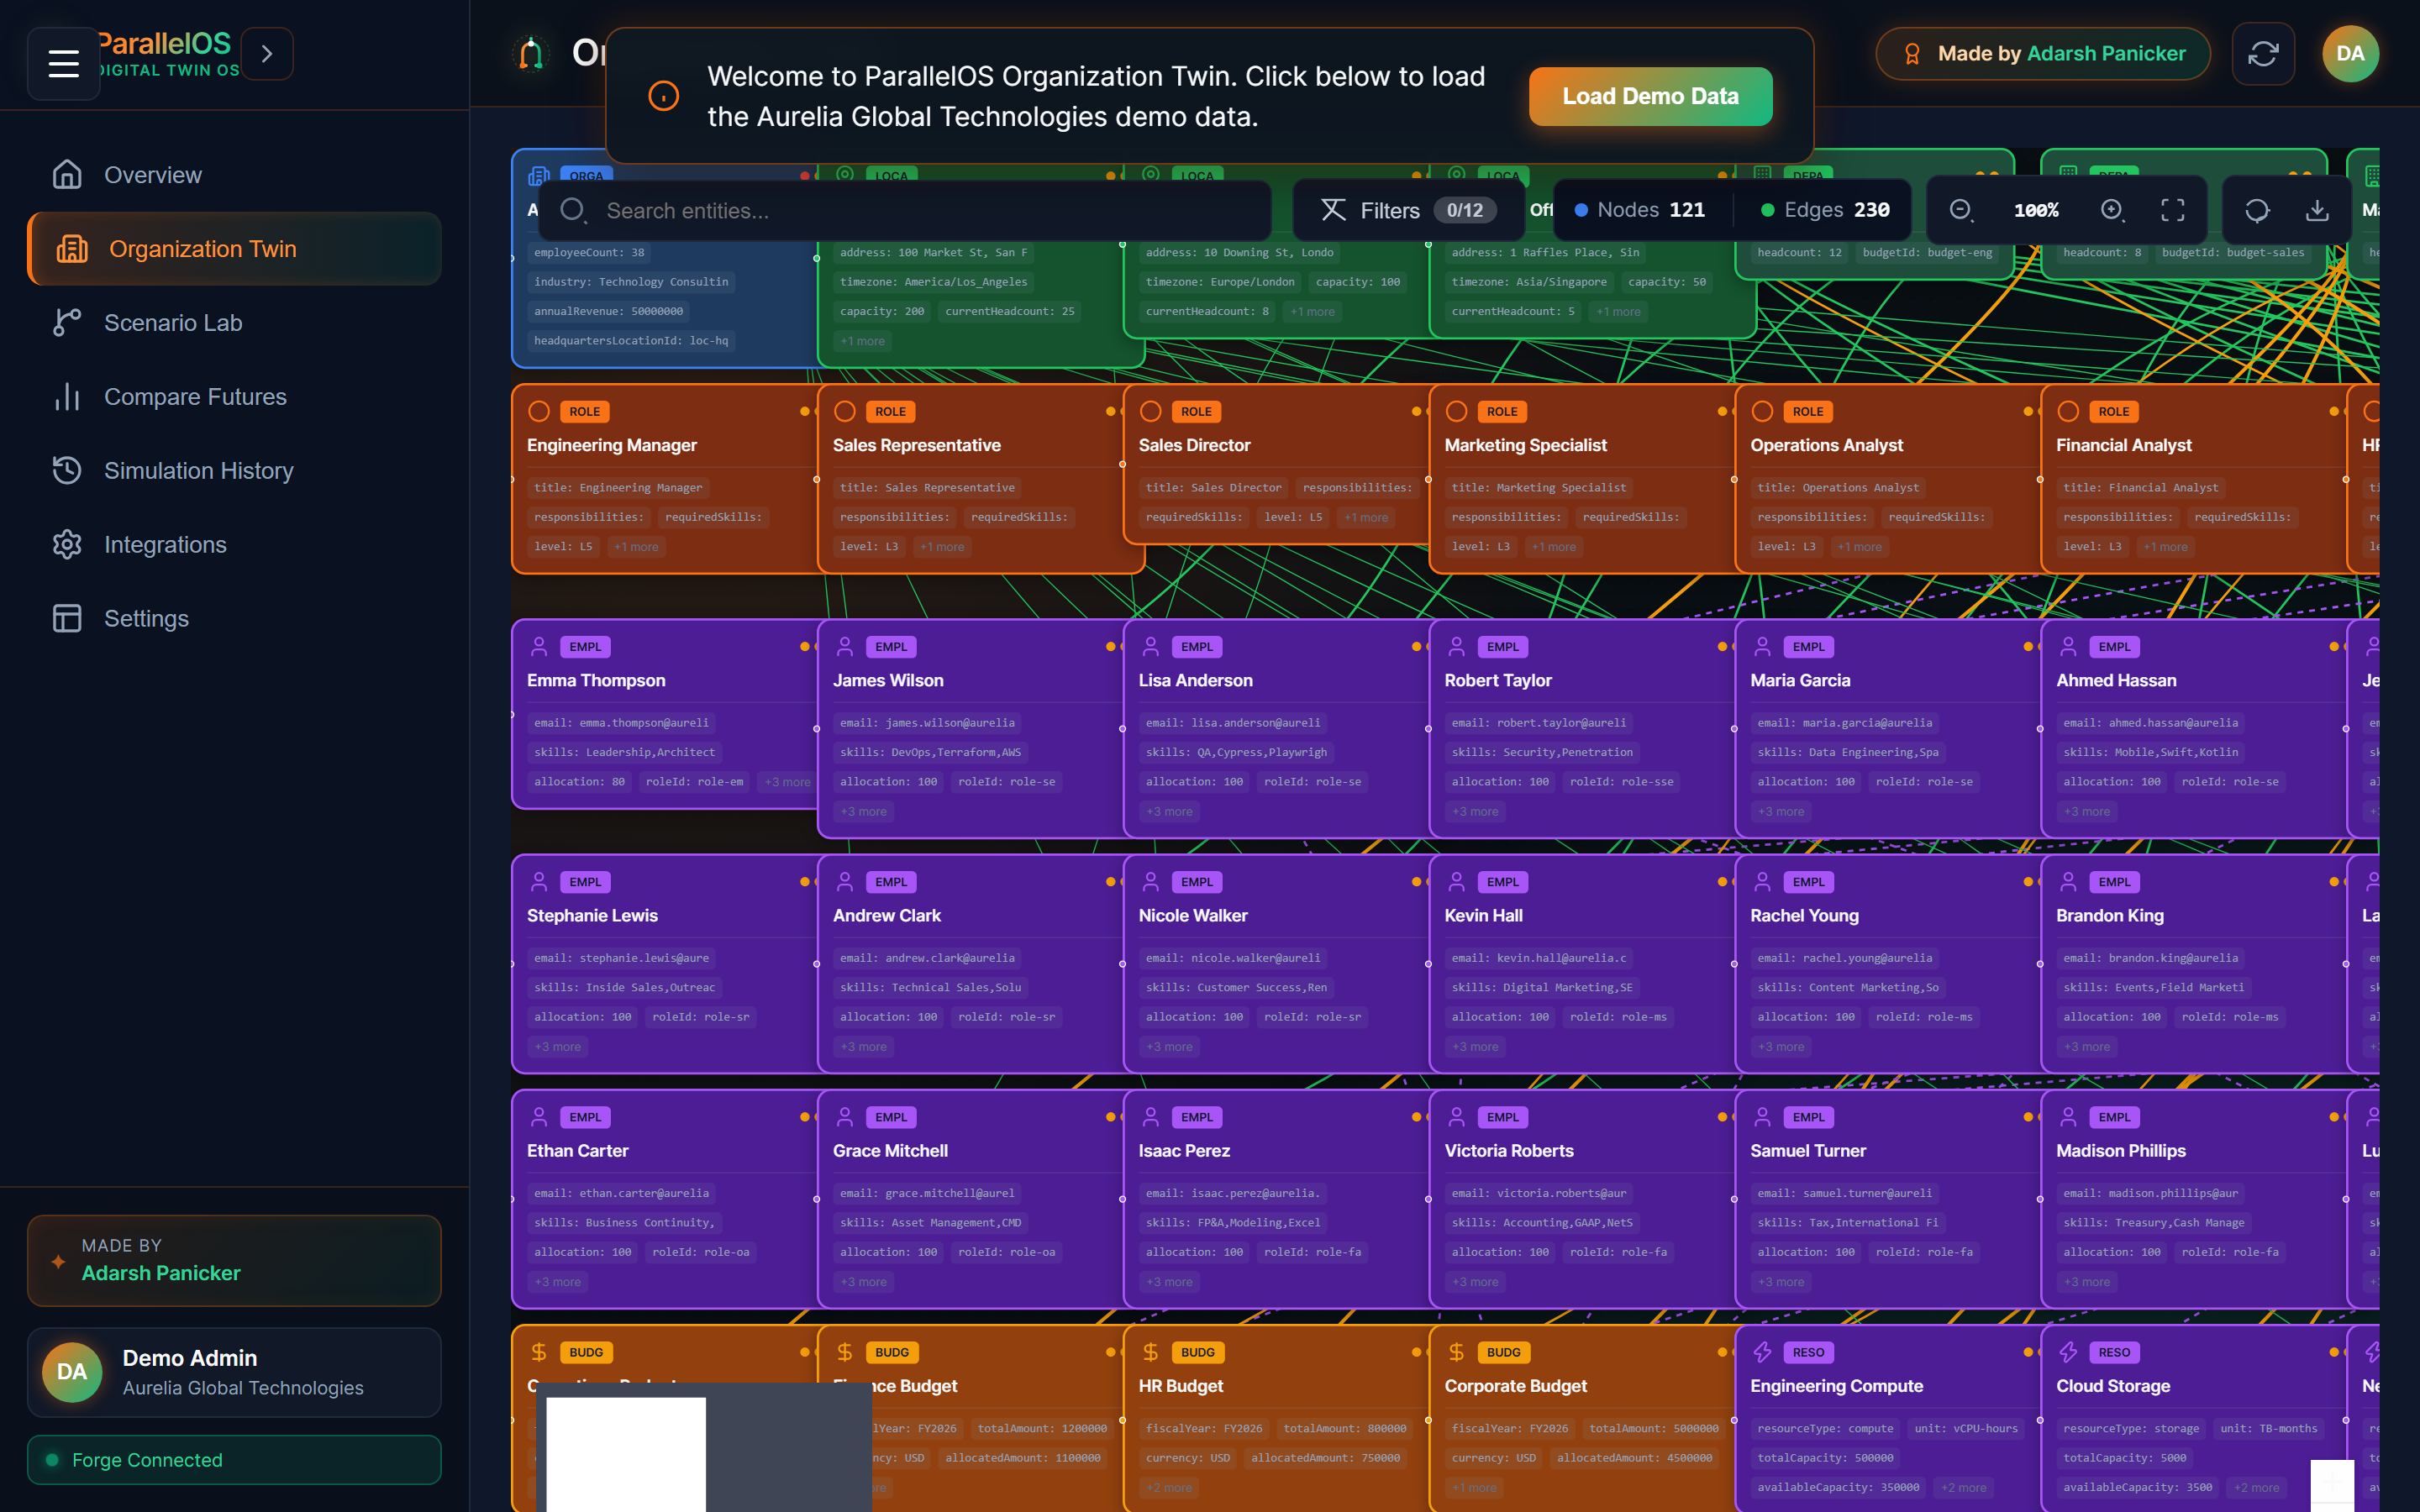 ParallelOS
DIGITAL TWIN OS
Overview
Organization Twin
Scenario Lab
Compare Futures
Simulation History
Integrations
Settings
MADE BY
Adarsh Panicker
DA
Demo Admin
Aurelia Global Technologies
Forge Connected
Welcome to ParallelOS Organization Twin. Click below to load
the Aurelia Global Technologies demo data.
Load Demo Data
Made by Adarsh Panicker
DA
Search entities...
Filters 0/12
Nodes 121
Edges 230
100%
ORGA
employeeCount: 38
industry: Technology Consultin
annualRevenue: 50000000
headquartersLocationId: loc-hq
LOCA
address: 100 Market St, San F
timezone: America/Los_Angeles
capacity: 200 currentHeadcount: 25
+1 more
LOCA
address: 10 Downing St, Londo
timezone: Europe/London capacity: 100
currentHeadcount: 8 +1 more
LOCA
Off
address: 1 Raffles Place, Sin
timezone: Asia/Singapore capacity: 50
currentHeadcount: 5 +1 more
DEPA
headcount: 12 budgetId: budget-eng
DEPA
headcount: 8 budgetId: budget-sales
ROLE
Engineering Manager
title: Engineering Manager
responsibilities: requiredSkills:
level: L5 +1 more
ROLE
Sales Representative
title: Sales Representative
responsibilities: requiredSkills:
level: L3 +1 more
ROLE
Sales Director
title: Sales Director responsibilities:
requiredSkills: level: L5 +1 more
ROLE
Marketing Specialist
title: Marketing Specialist
responsibilities: requiredSkills:
level: L3 +1 more
ROLE
Operations Analyst
title: Operations Analyst
responsibilities: requiredSkills:
level: L3 +1 more
ROLE
Financial Analyst
title: Financial Analyst
responsibilities: requiredSkills:
level: L3 +1 more
EMPL
Emma Thompson
email: emma.thompson@aureli
skills: Leadership,Architect
allocation: 80 roleId: role-em +3 more
EMPL
James Wilson
email: james.wilson@aurelia
skills: DevOps,Terraform,AWS
allocation: 100 roleId: role-se
+3 more
EMPL
Lisa Anderson
email: lisa.anderson@aureli
skills: QA,Cypress,Playwrigh
allocation: 100 roleId: role-se
+3 more
EMPL
Robert Taylor
email: robert.taylor@aureli
skills: Security,Penetration
allocation: 100 roleId: role-sse
+3 more
EMPL
Maria Garcia
email: maria.garcia@aurelia
skills: Data Engineering,Spa
allocation: 100 roleId: role-se
+3 more
EMPL
Ahmed Hassan
email: ahmed.hassan@aurelia
skills: Mobile,Swift,Kotlin
allocation: 100 roleId: role-se
+3 more
EMPL
Stephanie Lewis
email: stephanie.lewis@aure
skills: Inside Sales,Outreac
allocation: 100 roleId: role-sr
+3 more
EMPL
Andrew Clark
email: andrew.clark@aurelia
skills: Technical Sales,Solu
allocation: 100 roleId: role-sr
+3 more
EMPL
Nicole Walker
email: nicole.walker@aureli
skills: Customer Success,Ren
allocation: 100 roleId: role-sr
+3 more
EMPL
Kevin Hall
email: kevin.hall@aurelia.c
skills: Digital Marketing,SE
allocation: 100 roleId: role-ms
+3 more
EMPL
Rachel Young
email: rachel.young@aurelia
skills: Content Marketing,So
allocation: 100 roleId: role-ms
+3 more
EMPL
Brandon King
email: brandon.king@aurelia
skills: Events,Field Marketi
allocation: 100 roleId: role-ms
+3 more
EMPL
Ethan Carter
email: ethan.carter@aurelia
skills: Business Continuity,
allocation: 100 roleId: role-oa
+3 more
EMPL
Grace Mitchell
email: grace.mitchell@aurel
skills: Asset Management,CMD
allocation: 100 roleId: role-oa
+3 more
EMPL
Isaac Perez
email: isaac.perez@aurelia.
skills: FP&A,Modeling,Excel
allocation: 100 roleId: role-fa
+3 more
EMPL
Victoria Roberts
email: victoria.roberts@aur
skills: Accounting,GAAP,NetS
allocation: 100 roleId: role-fa
+3 more
EMPL
Samuel Turner
email: samuel.turner@aureli
skills: Tax,International Fi
allocation: 100 roleId: role-fa
+3 more
EMPL
Madison Phillips
email: madison.phillips@aur
skills: Treasury,Cash Manage
allocation: 100 roleId: role-fa
+3 more
BUDG
BUDG
Finance Budget
totalAmount: 1200000
USD allocatedAmount: 1100000
BUDG
HR Budget
fiscalYear: FY2026 totalAmount: 800000
currency: USD allocatedAmount: 750000
+2 more
BUDG
Corporate Budget
fiscalYear: FY2026 totalAmount: 5000000
currency: USD allocatedAmount: 4500000
+1 more
RESO
Engineering Compute
resourceType: compute unit: vCPU-hours
totalCapacity: 500000
availableCapacity: 350000 +2 more
RESO
Cloud Storage
resourceType: storage unit: TB-months
totalCapacity: 5000
availableCapacity: 3500 +2 more